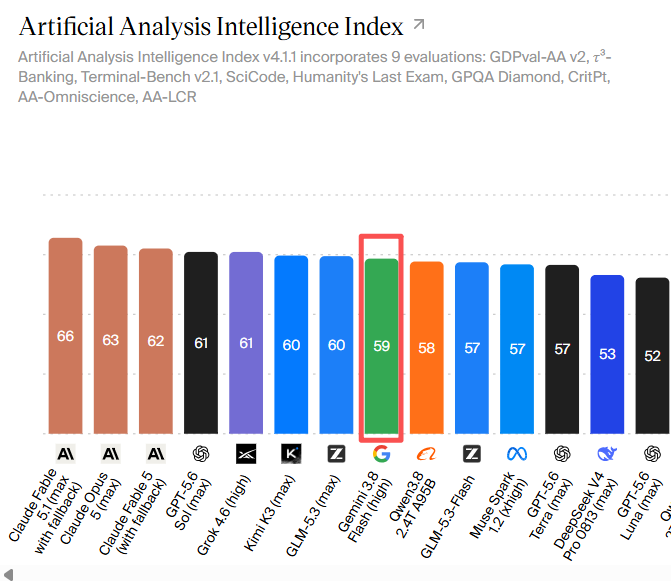 Artificial Analysis Intelligence Index
Artificial Analysis Intelligence Index v4.1.1 incorporates 9 evaluations: GDPval-AA v2, τ³-
Banking, Terminal-Bench v2.1, SciCode, Humanity's Last Exam, GPQA Diamond, CritPt,
AA-Omniscience, AA-LCR
66
63
62
61
61
60
60
59
58
57
57
57
53
52
Claude Fable
5.1 (max
with fallback)
Claude Opus
5 (max)
Claude Fable 5
(with fallback)
GPT-5.6
Sol (max)
Grok 4.6 (high)
Kimi K3 (max)
GLM-5.3 (max)
Gemini 3.8
Flash (high)
Qwen3.8
2.4T A95B
GLM-5.3-Flash
Muse Spark
1.2 (xhigh)
GPT-5.6
Terra (max)
DeepSeek V4
Pro 0813 (max)
GPT-5.6
Luna (max)